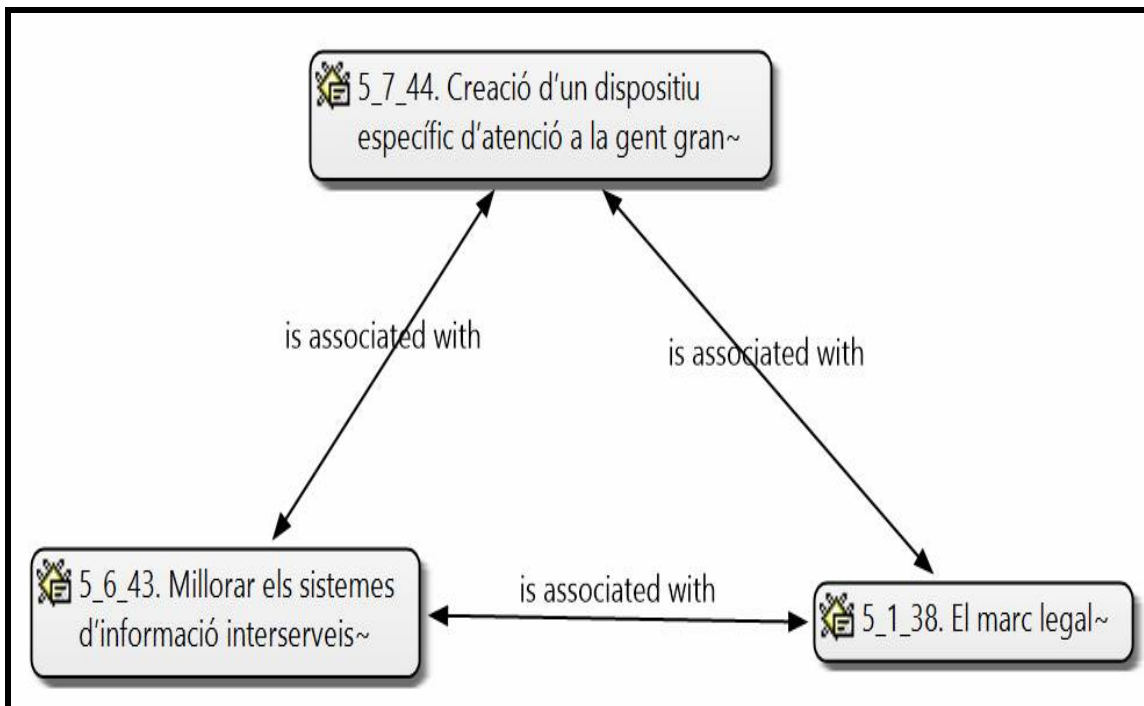 5_7_44. Creació d'un dispositiu
específic d'atenció a la gent gran~
is associated with
is associated with
5_6_43. Millorar els sistemes
d'informació interserveis~
is associated with
5_1_38. El marc legal~